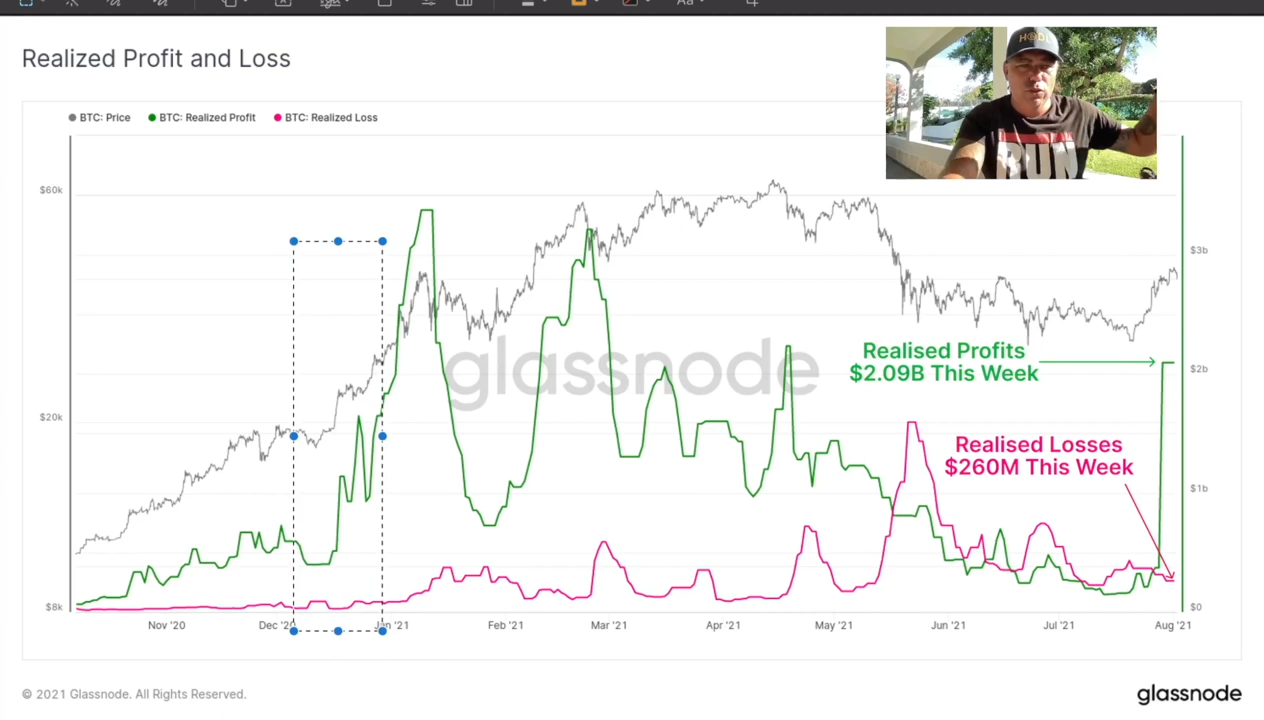 Aa
Realized Profit and Loss
HODL
RUN
BTC: Price
BTC: Realized Profit
BTC: Realized Loss
$60k
$3b
glassnode
Realised Profits
$2.09B This Week
$2b
$20k
Realised Losses
$260M This Week
$1b
$8k
$0
Nov '20
Dec '20
Jan '21
Feb '21
Mar '21
Apr '21
May '21
Jun '21
Jul '21
Aug '21
© 2021 Glassnode. All Rights Reserved.
glassnode